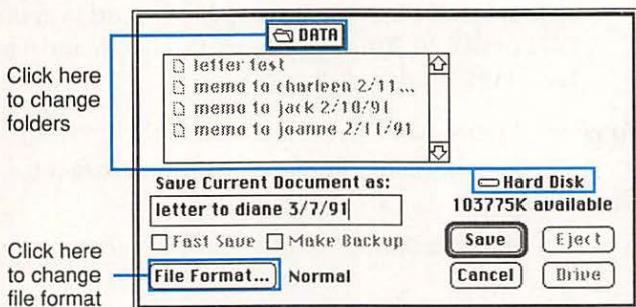 DATA
Click here
to change
folders
letter test
memo to charleen 2/11...
memo to jack 2/10/91
memo to joanne 2/11/91
Hard Disk
103775K available
Save Current Document as:
letter to diane 3/7/91
Fast Save Make Backup
Save Eject
Click here
to change
file format
File Format... Normal
Cancel Drive